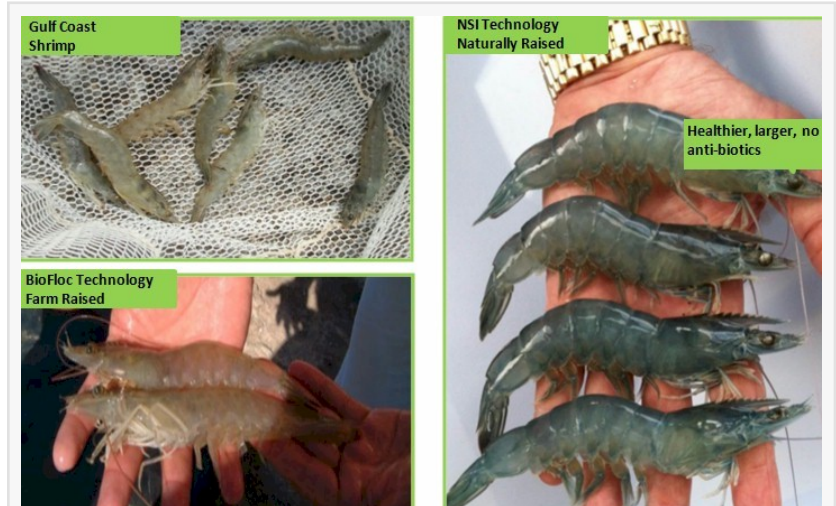 Gulf Coast
Shrimp
BioFloc Technology
Farm Raised
NSI Technology
Naturally Raised
Healthier, larger, no
anti-biotics